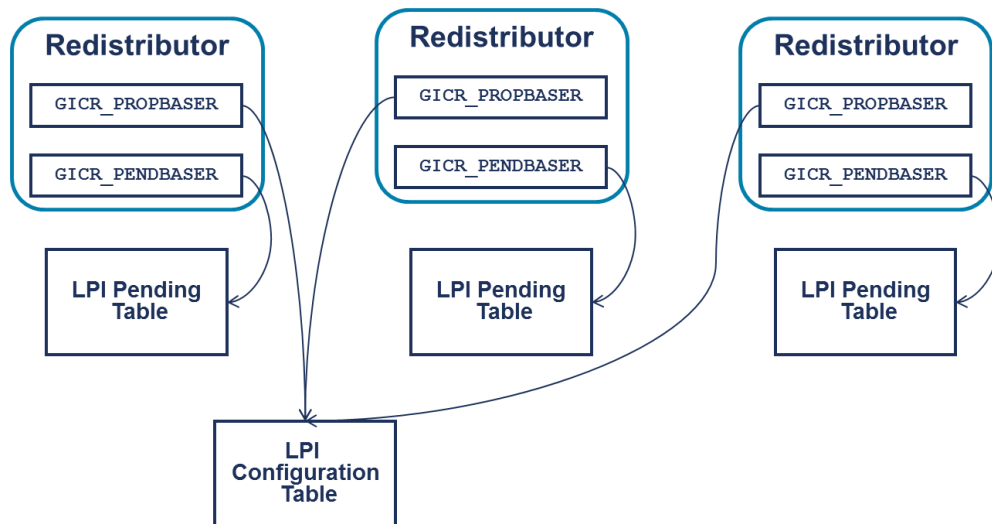 Redistributor
GICR_PROPBASER
GICR_PENDBASER
LPI Pending
Table
Redistributor
GICR_PROPBASER
GICR_PENDBASER
LPI Pending
Table
Redistributor
GICR_PROPBASER
GICR_PENDBASER
LPI Pending
Table
LPI
Configuration
Table